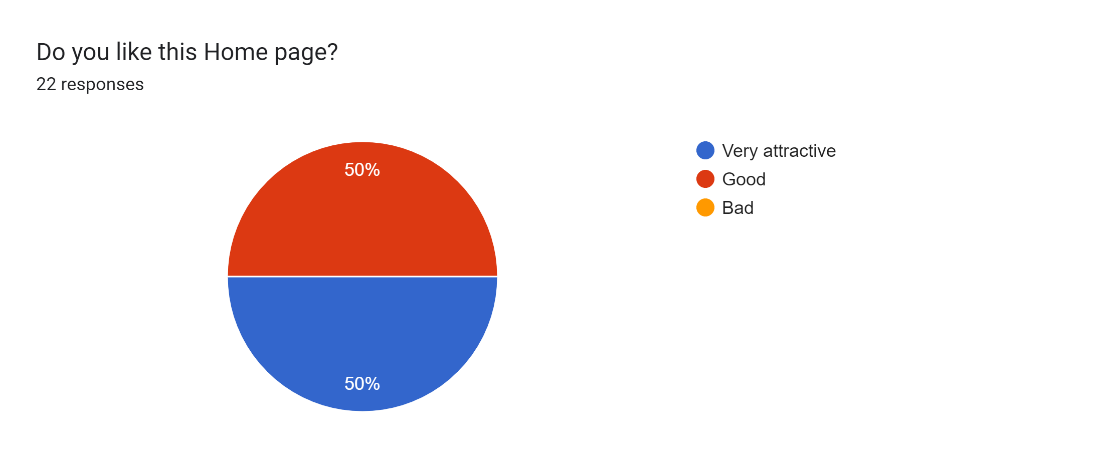 Do you like this Home page?
22 responses
50%
50%
Very attractive
Good
Bad